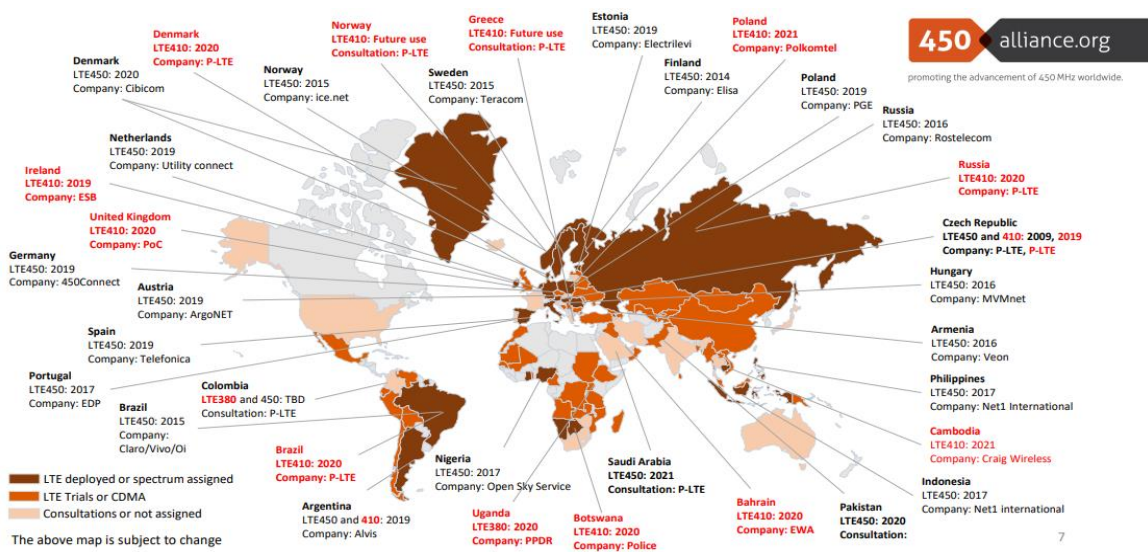 Norway
LTE410: Future use
Consultation: P-LTE
Greece
LTE410: Future use
Consultation: P-LTE
Estonia
LTE450: 2019
Company: Electrilevi
Poland
LTE410: 2021
Company: Polkomtel
450 alliance.org
promoting the advancement of 450 MHz worldwide.
Denmark
LTE410: 2020
Company: P-LTE
Denmark
LTE450: 2020
Company: Cibicom
Norway
LTE450: 2015
Company: ice.net
Sweden
LTE450: 2015
Company: Teracom
Finland
LTE450: 2014
Company: Elisa
Poland
LTE450: 2019
Company: PGE
Russia
LTE450: 2016
Company: Rostelecom
Netherlands
LTE450: 2019
Company: Utility connect
Ireland
LTE410: 2019
Company: ESB
Russia
LTE410: 2020
Company: P-LTE
United Kingdom
LTE410: 2020
Company: PoC
Czech Republic
LTE450 and 410: 2009, 2019
Company: P-LTE, P-LTE
Germany
LTE450: 2019
Company: 450Connect
Hungary
LTE450: 2016
Company: MVMnet
Austria
LTE450: 2019
Company: ArgoNET
Armenia
LTE450: 2016
Company: Veon
Spain
LTE450: 2019
Company: Telefonica
Portugal
LTE450: 2017
Company: EDP
Philippines
LTE450: 2017
Company: Net1 International
Colombia
LTE380 and 450: TBD
Consultation: P-LTE
Brazil
LTE450: 2015
Company:
Claro/Vivo/Oi
Cambodia
LTE410: 2021
Company: Craig Wireless
Brazil
LTE410: 2020
Company: P-LTE
Nigeria
LTE450: 2017
Company: Open Sky Service
Saudi Arabia
LTE450: 2021
Consultation: P-LTE
Indonesia
LTE450: 2017
Company: Net1 international
LTE deployed or spectrum assigned
LTE Trials or CDMA
Consultations or not assigned
Argentina
LTE450 and 410: 2019
Company: Alvis
Uganda
LTE380: 2020
Company: PPDR
Botswana
LTE410: 2020
Company: Police
Bahrain
LTE410: 2020
Company: EWA
Pakistan
LTE450: 2020
Consultation:
The above map is subject to change
7